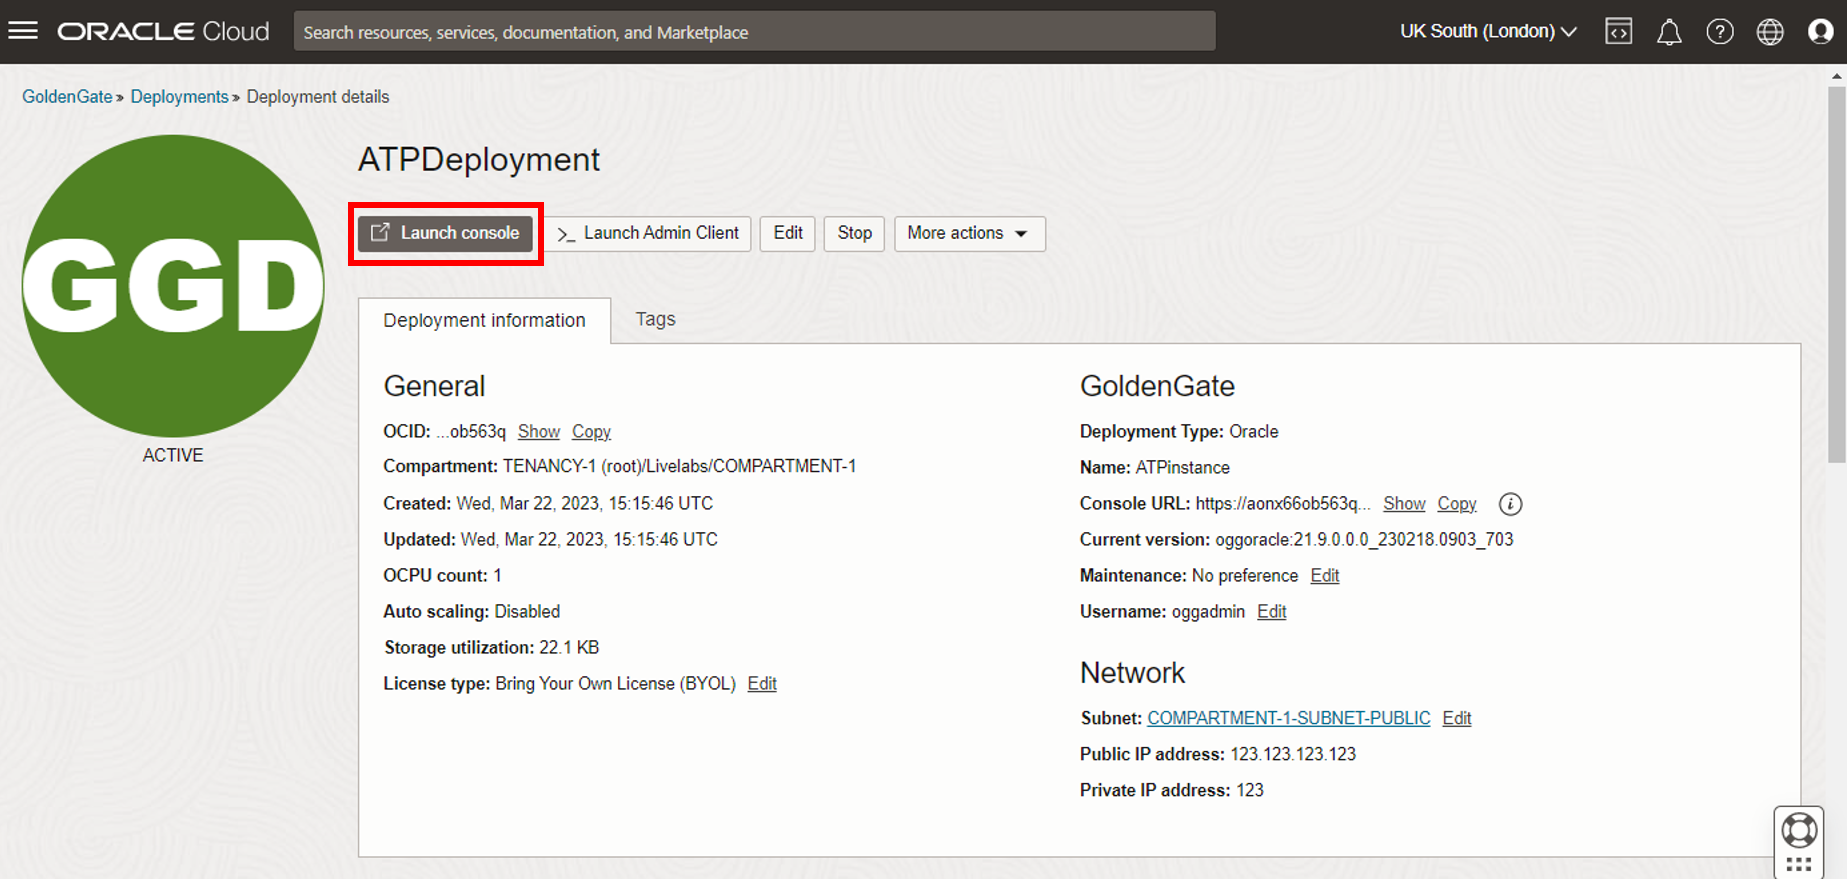 ORACLE Cloud
Search resources, services, documentation, and Marketplace
UK South (London)
GoldenGate » Deployments » Deployment details
GGD
ACTIVE
ATPDeployment
Launch console
Launch Admin Client
Edit
Stop
More actions
Deployment information
Tags
General
OCID: ...ob563q Show Copy
Compartment: TENANCY-1 (root)/Livelabs/COMPARTMENT-1
Created: Wed, Mar 22, 2023, 15:15:46 UTC
Updated: Wed, Mar 22, 2023, 15:15:46 UTC
OCPU count: 1
Auto scaling: Disabled
Storage utilization: 22.1 KB
License type: Bring Your Own License (BYOL) Edit
GoldenGate
Deployment Type: Oracle
Name: ATPinstance
Console URL: https://aonx66ob563q... Show Copy
Current version: oggoracle:21.9.0.0.0_230218.0903_703
Maintenance: No preference Edit
Username: oggadmin Edit
Network
Subnet: COMPARTMENT-1-SUBNET-PUBLIC Edit
Public IP address: 123.123.123.123
Private IP address: 123